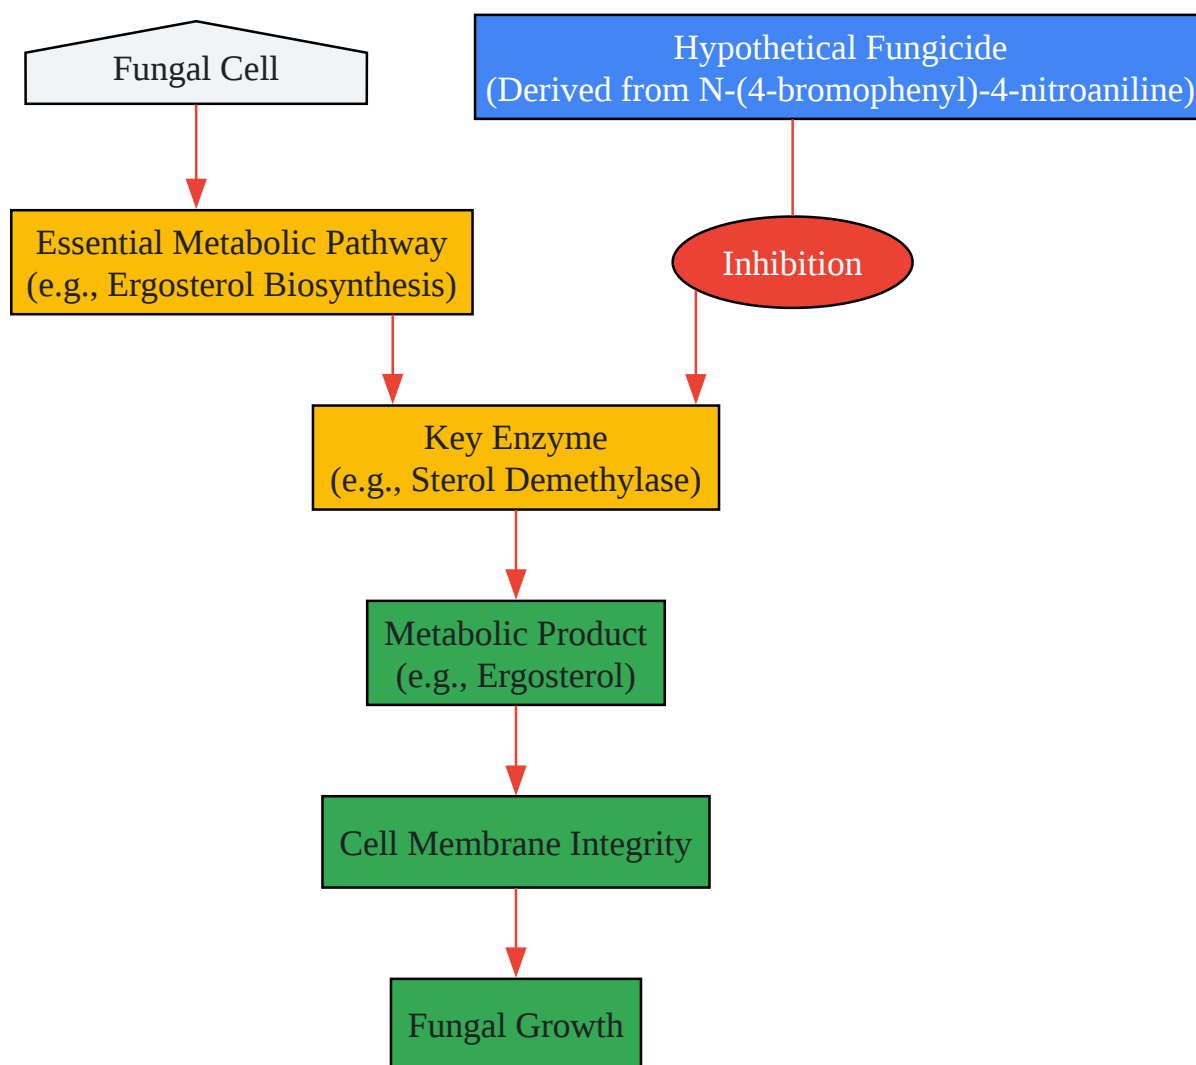 Fungal Cell
Hypothetical Fungicide
(Derived from N-(4-bromophenyl)-4-nitroaniline)
Essential Metabolic Pathway
(e.g., Ergosterol Biosynthesis)
Inhibition
Key Enzyme
(e.g., Sterol Demethylase)
Metabolic Product
(e.g., Ergosterol)
Cell Membrane Integrity
Fungal Growth